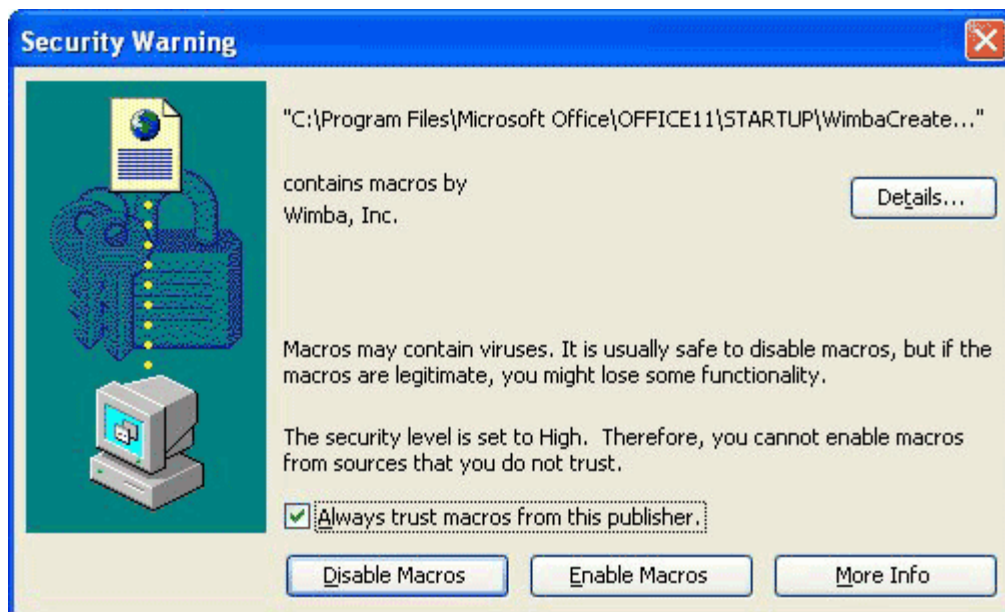 Security Warning
"C:\Program Files\Microsoft Office\OFFICE11\STARTUP\WimbaCreate..."
contains macros by
Wimba, Inc.
Details...
Macros may contain viruses. It is usually safe to disable macros, but if the
macros are legitimate, you might lose some functionality.
The security level is set to High. Therefore, you cannot enable macros
from sources that you do not trust.
Always trust macros from this publisher.
Disable Macros
Enable Macros
More Info